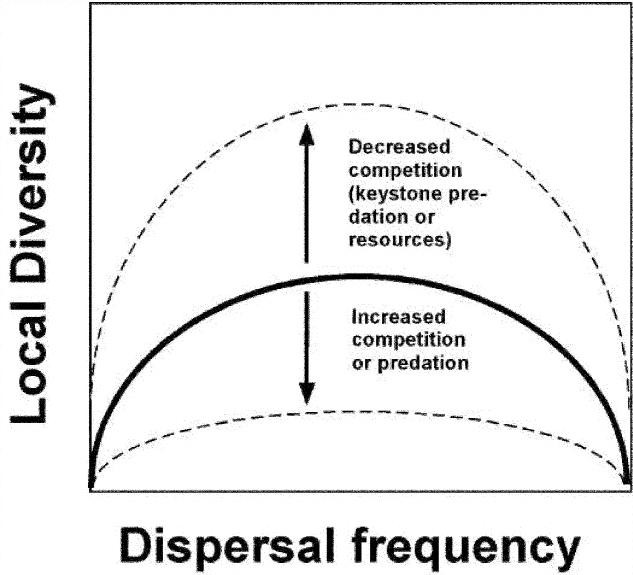 Local Diversity
Decreased
competition
(keystone pre-
dation or
resources)
Increased
competition
or predation
Dispersal frequency